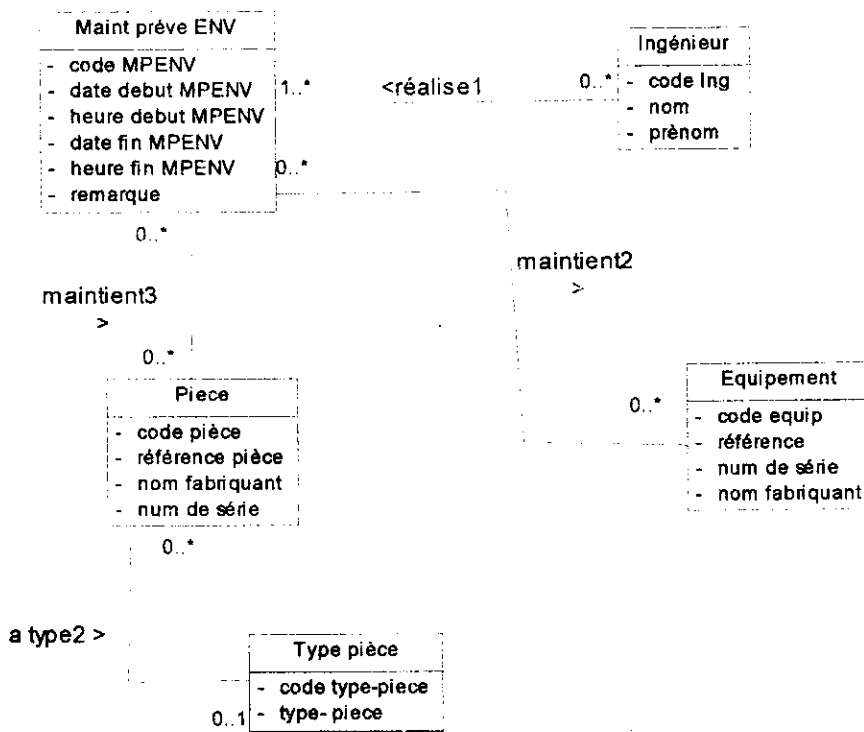 Maint préve ENV
- code MPENV
- date debut MPENV
- heure debut MPENV
- date fin MPENV
- heure fin MPENV
- remarque
1..*
<réalise1
0..*
Ingénieur
- code Ing
- nom
- prènom
0..*
0..*
maintient3
>
0..*
maintient2
>
Piece
- code pièce
- référence pièce
- nom fabriquant
- num de série
0..*
Equipement
- code equip
- référence
- num de série
- nom fabriquant
0..*
a type2 >
Type pièce
- code type-piece
- type- piece
0..1